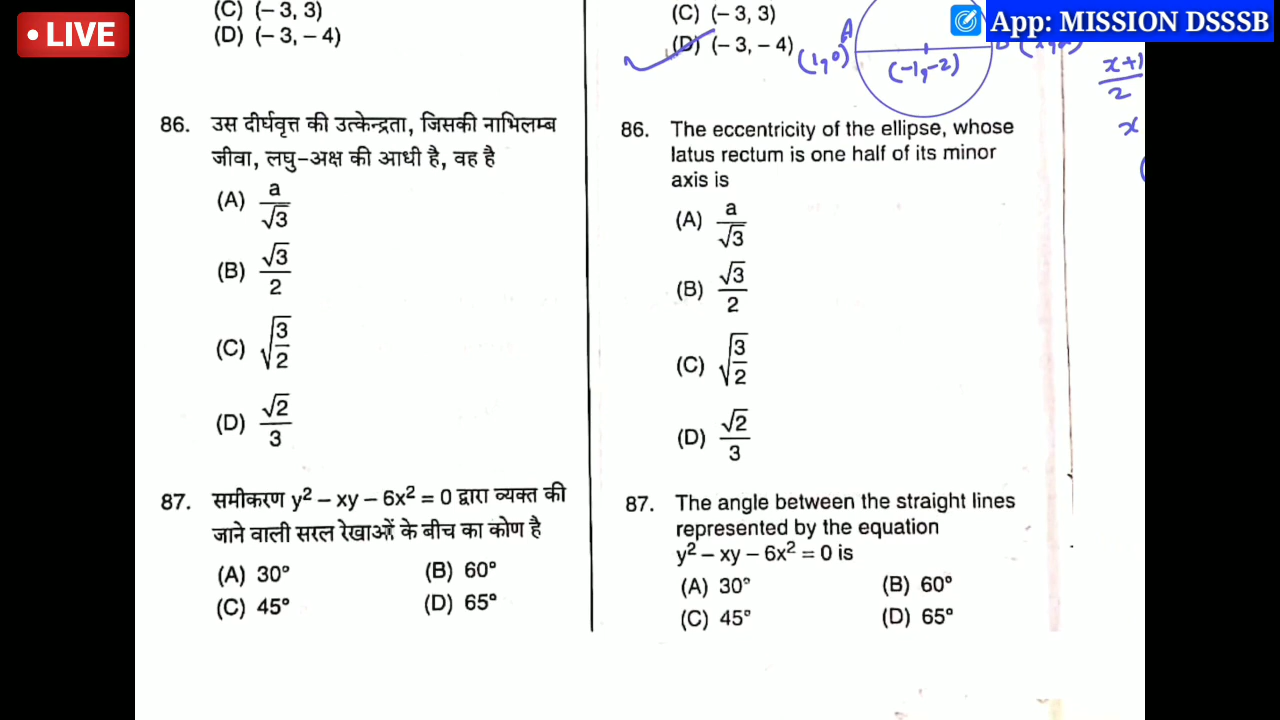 LIVE
App: MISSION DSSSB
(C) (– 3, 3)
(D) (– 3, – 4)
86. उस दीर्घवृत्त की उत्केन्द्रता, जिसकी नाभिलम्ब
जीवा, लघु-अक्ष की आधी है, वह है
(A) a/√3
(B) √3/2
(C) √(3/2)
(D) √2/3
87. समीकरण y² – xy – 6x² = 0 द्वारा व्यक्त की
जाने वाली सरल रेखाओं के बीच का कोण है
(A) 30° (B) 60°
(C) 45° (D) 65°
(C) (– 3, 3)
(D) (– 3, – 4)
A
(1,0)
(-1,-2)
x+1
2
x
86. The eccentricity of the ellipse, whose
latus rectum is one half of its minor
axis is
(A) a/√3
(B) √3/2
(C) √(3/2)
(D) √2/3
87. The angle between the straight lines
represented by the equation
y² – xy – 6x² = 0 is
(A) 30° (B) 60°
(C) 45° (D) 65°